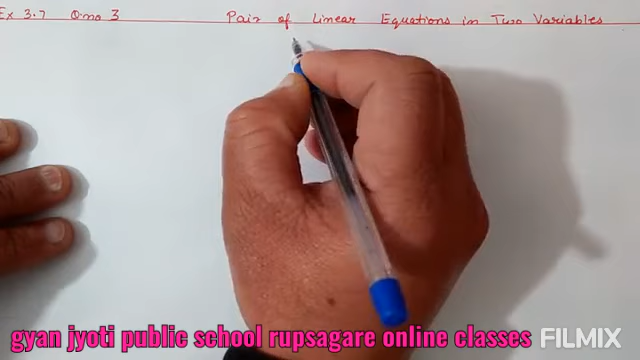 Ex 3.7 Q.no 3 Pair of Linear Equations in Two Variables
gyan jyoti public school rupsagare online classes FILMIX